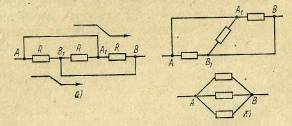 A R B₁ R A₁ R B
а)
A₁ B
A B₁
A B
б)